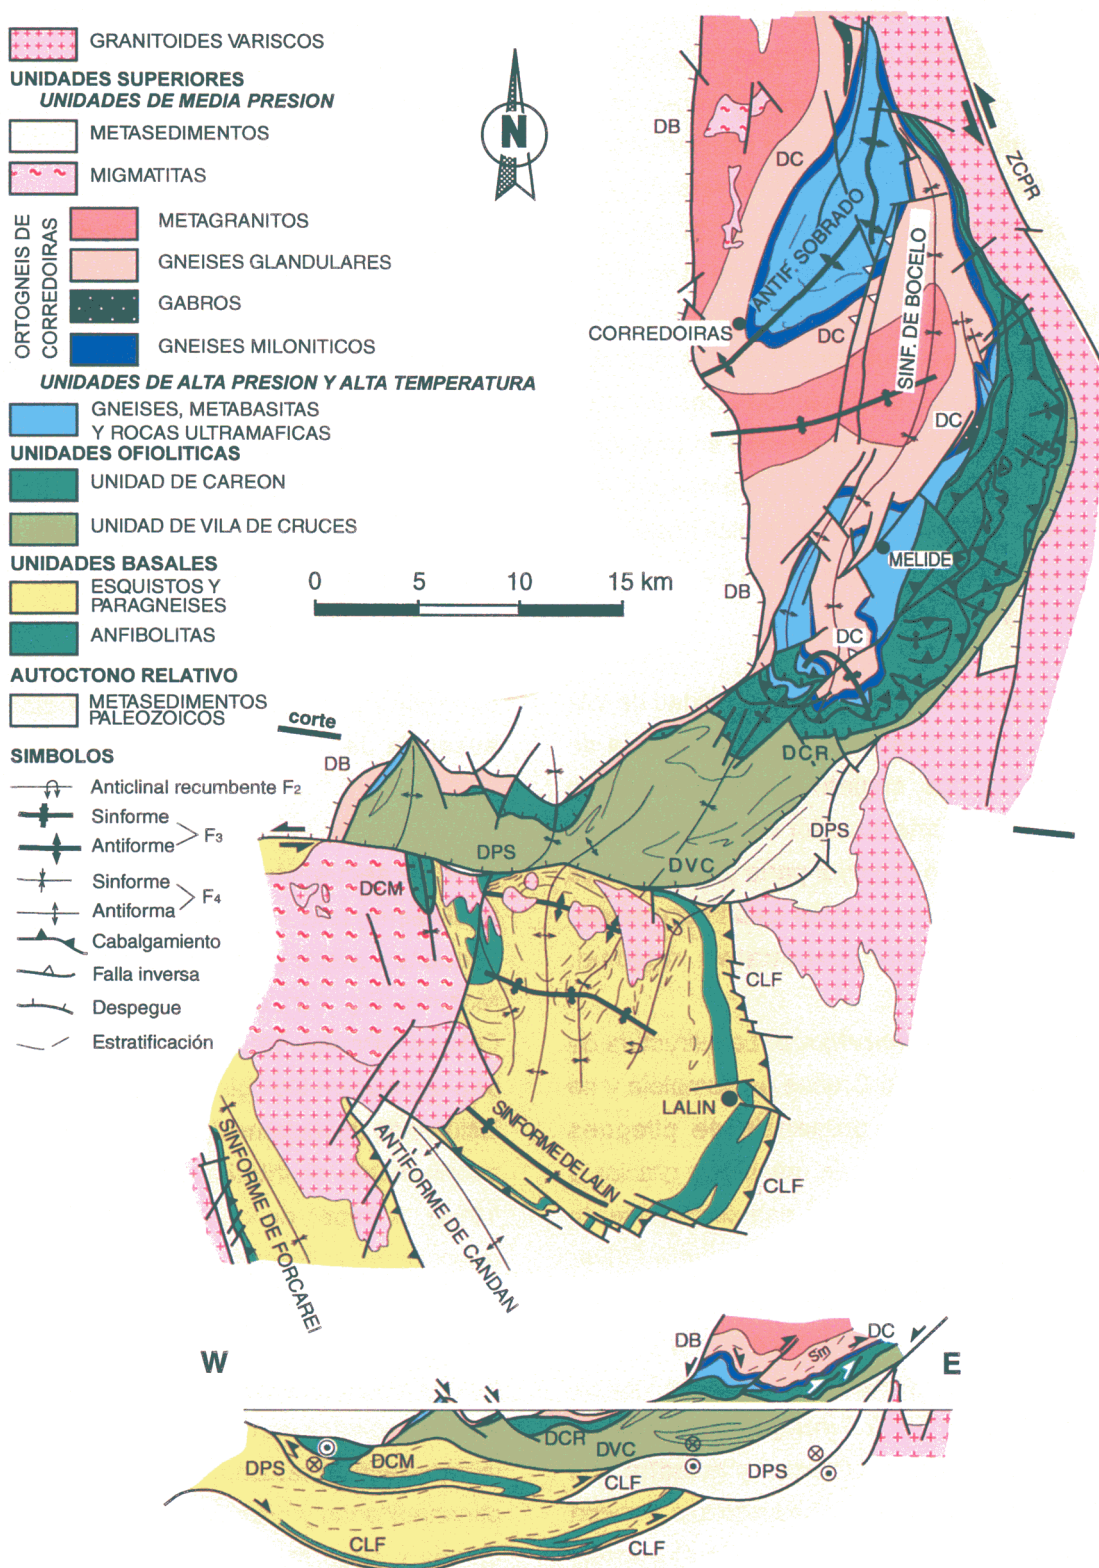 GRANITOIDES VARISCOS
UNIDADES SUPERIORES
UNIDADES DE MEDIA PRESION
METASEDIMENTOS
MIGMATITAS
ORTOGNEIS DE
CORREDOIRAS
METAGRANITOS
GNEISES GLANDULARES
GABROS
GNEISES MILONITICOS
UNIDADES DE ALTA PRESION Y ALTA TEMPERATURA
GNEISES, METABASITAS
Y ROCAS ULTRAMAFICAS
UNIDADES OFIOLITICAS
UNIDAD DE CAREON
UNIDAD DE VILA DE CRUCES
UNIDADES BASALES
ESQUISTOS Y
PARAGNEISES
ANFIBOLITAS
AUTOCTONO RELATIVO
METASEDIMENTOS
PALEOZOICOS
SIMBOLOS
Anticlinal recumbente F2
Sinforme
Antiforme
F3
Sinforme
Antiforma
F4
Cabalgamiento
Falla inversa
Despegue
Estratificación
N
0 5 10 15 km
corte
DB
DC
ZCPR
ANTIF. SOBRADO
SINF. DE BOCELO
CORREDOIRAS
DC
DC
MELIDE
DB
DC
DCR
DB
DPS
DPS
DVC
DCM
CLF
LALIN
SINFORME DE LALIN
CLF
ANTIFORME DE CANDAN
SINFORME DE FORCAREI
W
E
DB
DC
Sm
DCR
DVC
DPS
DCM
CLF
DPS
CLF
CLF